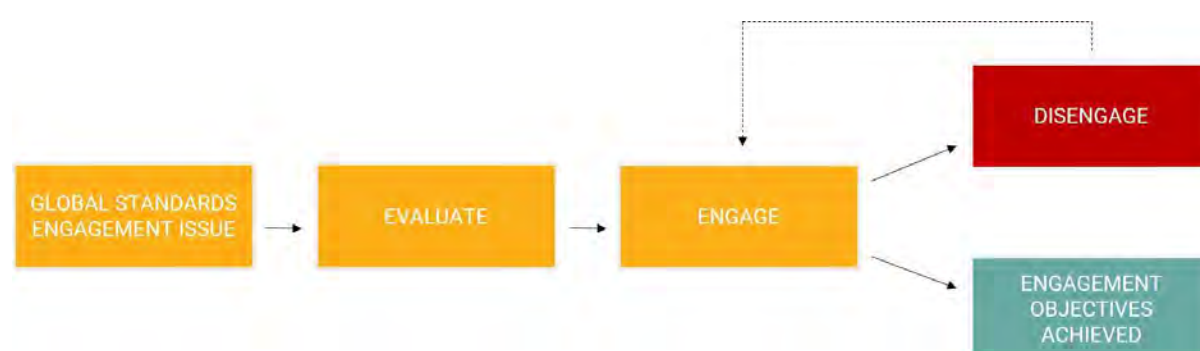 GLOBAL STANDARDS
ENGAGEMENT ISSUE
EVALUATE
ENGAGE
DISENGAGE
ENGAGEMENT
OBJECTIVES
ACHIEVED